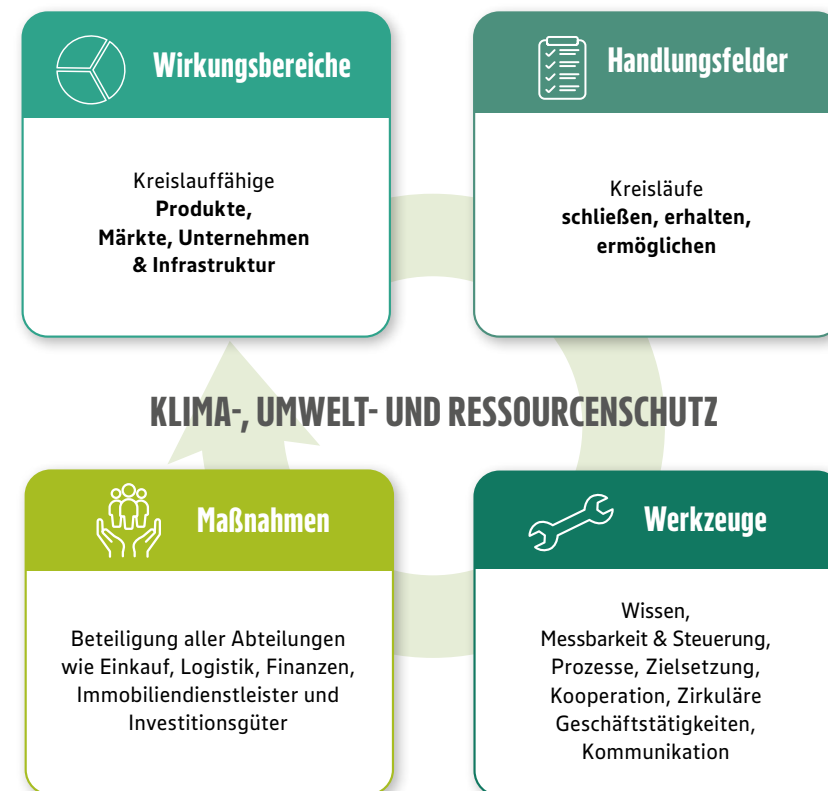 Wirkungsbereiche
Kreislauffähige
Produkte,
Märkte, Unternehmen
& Infrastruktur
Handlungsfelder
Kreisläufe
schließen, erhalten,
ermöglichen
KLIMA-, UMWELT- UND RESSOURCENSCHUTZ
Maßnahmen
Beteiligung aller Abteilungen
wie Einkauf, Logistik, Finanzen,
Immobiliendienstleister und
Investitionsgüter
Werkzeuge
Wissen,
Messbarkeit & Steuerung,
Prozesse, Zielsetzung,
Kooperation, Zirkuläre
Geschäftstätigkeiten,
Kommunikation